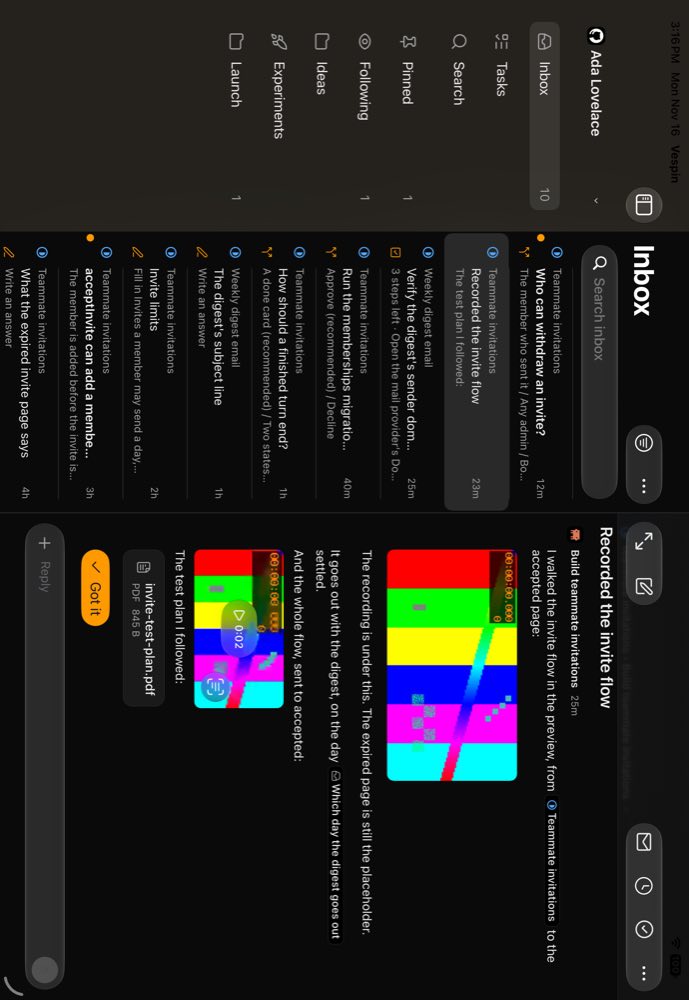 3:16 PM Mon Nov 16 Vespin
100
Ada Lovelace
Inbox 10
Tasks
Search
Pinned 1
Following 1
Ideas
Experiments
Launch 1
Inbox
Search inbox
Teammate invitations
Who can withdraw an invite? 12m
The member who sent it / Any admin / Bo...
Teammate invitations
Recorded the invite flow 23m
The test plan I followed:
Weekly digest email
Verify the digest's sender dom... 25m
3 steps left · Open the mail provider's Do...
Teammate invitations
Run the memberships migratio... 40m
Approve (recommended) / Decline
Teammate invitations
How should a finished turn end? 1h
A done card (recommended) / Two states...
Weekly digest email
The digest's subject line 1h
Write an answer
Teammate invitations
Invite limits 2h
Fill in Invites a member may send a day,...
Teammate invitations
acceptInvite can add a membe... 3h
The member is added before the invite is...
Teammate invitations
What the expired invite page says 4h
Write an answer
Teammate invitations · Build teammate invitations
Recorded the invite flow
Build teammate invitations 25m
I walked the invite flow in the preview, from Teammate invitations to the
accepted page:
00:00:00.000
0
The recording is under this. The expired page is still the placeholder.
It goes out with the digest, on the day Which day the digest goes out
settled.
And the whole flow, sent to accepted:
0:02
The test plan I followed:
invite-test-plan.pdf
PDF 845 B
Got it
Reply